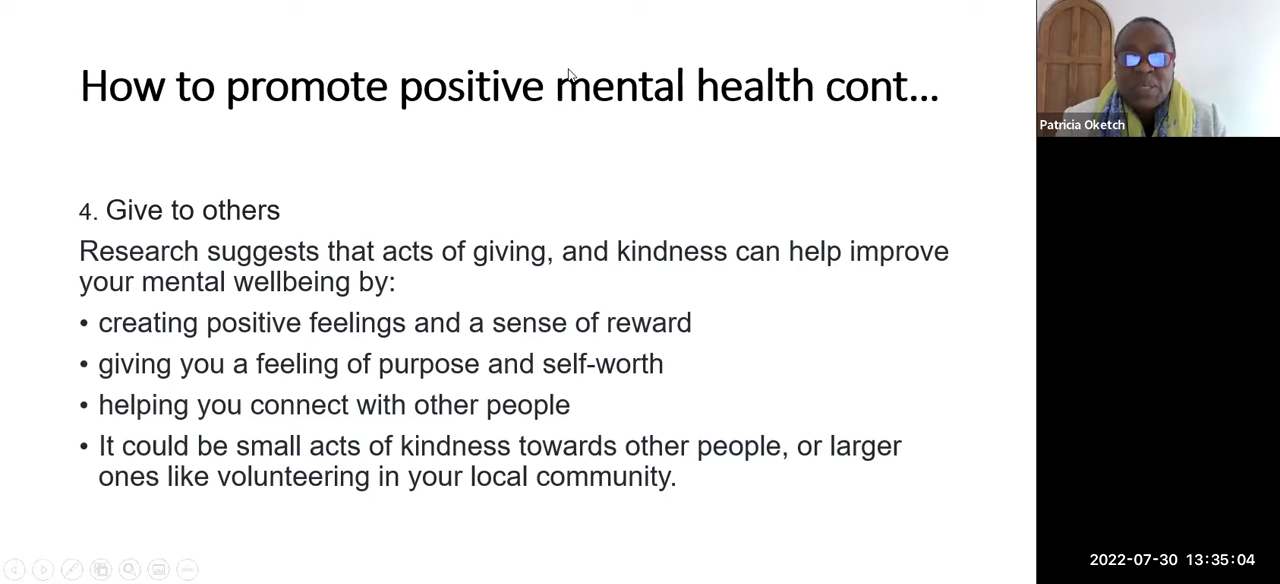 How to promote positive mental health cont...
4. Give to others
Research suggests that acts of giving, and kindness can help improve
your mental wellbeing by:
• creating positive feelings and a sense of reward
• giving you a feeling of purpose and self-worth
• helping you connect with other people
• It could be small acts of kindness towards other people, or larger
ones like volunteering in your local community.
Patricia Oketch
2022-07-30 13:35:04